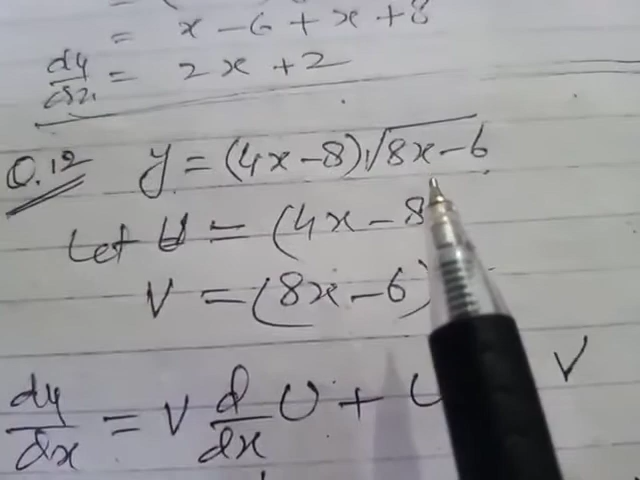 = x - 6 + x + 8
dy/dx = 2x + 2
Q.12 y = (4x - 8)√8x - 6
Let U = (4x - 8
V = (8x - 6)
dy/dx = V d/dx U + U V